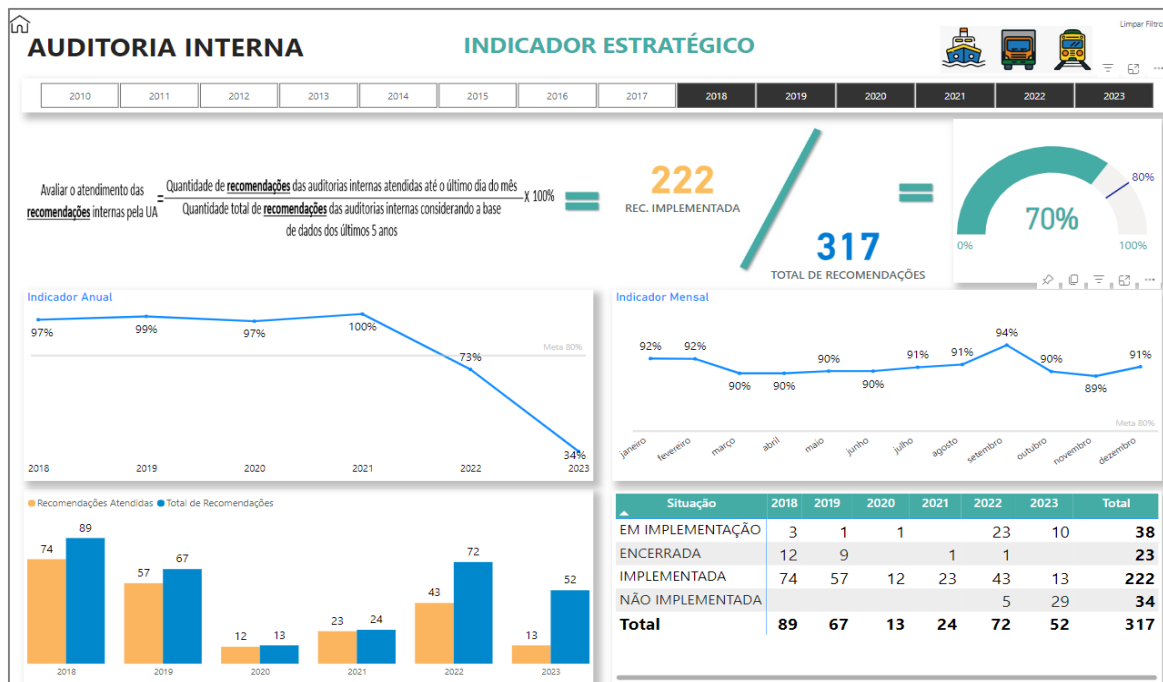 Limpar Filtro
AUDITORIA INTERNA
INDICADOR ESTRATÉGICO
2010 2011 2012 2013 2014 2015 2016 2017 2018 2019 2020 2021 2022 2023
Avaliar o atendimento das
recomendações internas pela UA
=
Quantidade de recomendações das auditorias internas atendidas até o último dia do mês
Quantidade total de recomendações das auditorias internas considerando a base
de dados dos últimos 5 anos
x 100%
=
222
REC. IMPLEMENTADA
/
317
TOTAL DE RECOMENDAÇÕES
=
80%
70%
0% 100%
Indicador Anual
97% 99% 97% 100% 73% 34%
Meta 80%
2018 2019 2020 2021 2022 2023
Indicador Mensal
92% 92% 90% 90% 90% 90% 91% 91% 94% 90% 89% 91%
Meta 80%
janeiro fevereiro março abril maio junho julho agosto setembro outubro novembro dezembro
Recomendações Atendidas Total de Recomendações
74 89 57 67 12 13 23 24 43 72 13 52
2018 2019 2020 2021 2022 2023
Situação 2018 2019 2020 2021 2022 2023 Total
EM IMPLEMENTAÇÃO 3 1 1 23 10 38
ENCERRADA 12 9 1 1 23
IMPLEMENTADA 74 57 12 23 43 13 222
NÃO IMPLEMENTADA 5 29 34
Total 89 67 13 24 72 52 317